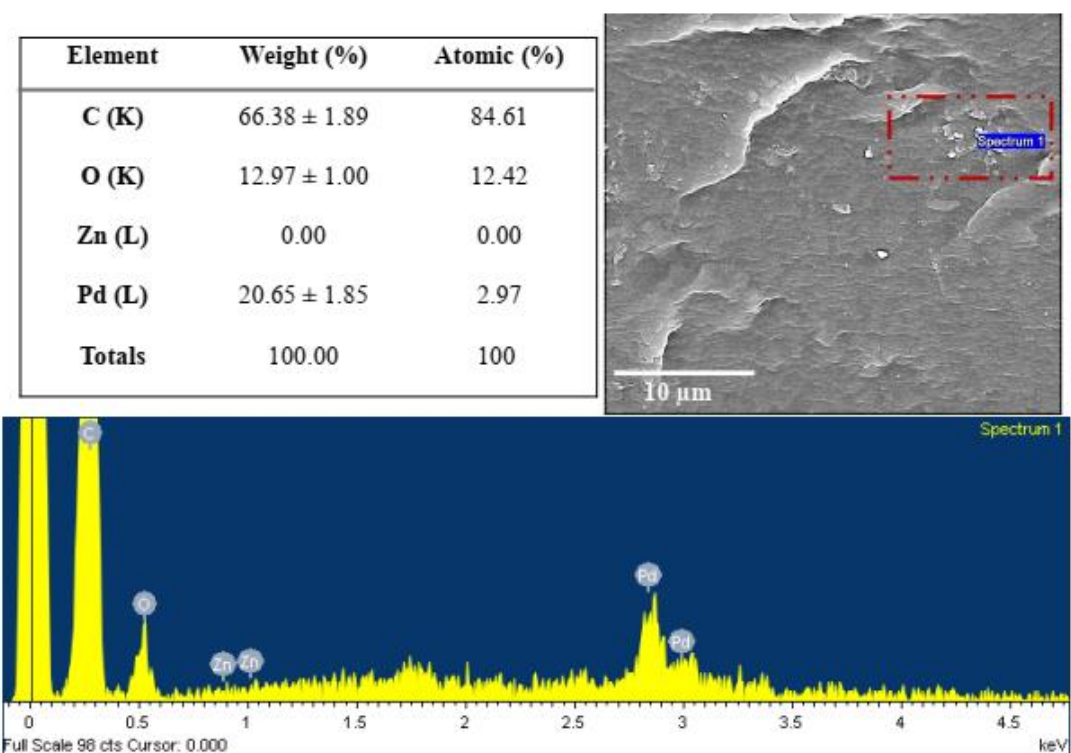 Element Weight (%) Atomic (%)
C (K) 66.38 ± 1.89 84.61
O (K) 12.97 ± 1.00 12.42
Zn (L) 0.00 0.00
Pd (L) 20.65 ± 1.85 2.97
Totals 100.00 100
Spectrum 1
10 µm
Spectrum 1
C
O
Zn Zn
Pd
Pd
0 0.5 1 1.5 2 2.5 3 3.5 4 4.5
Full Scale 98 cts Cursor: 0.000 keV